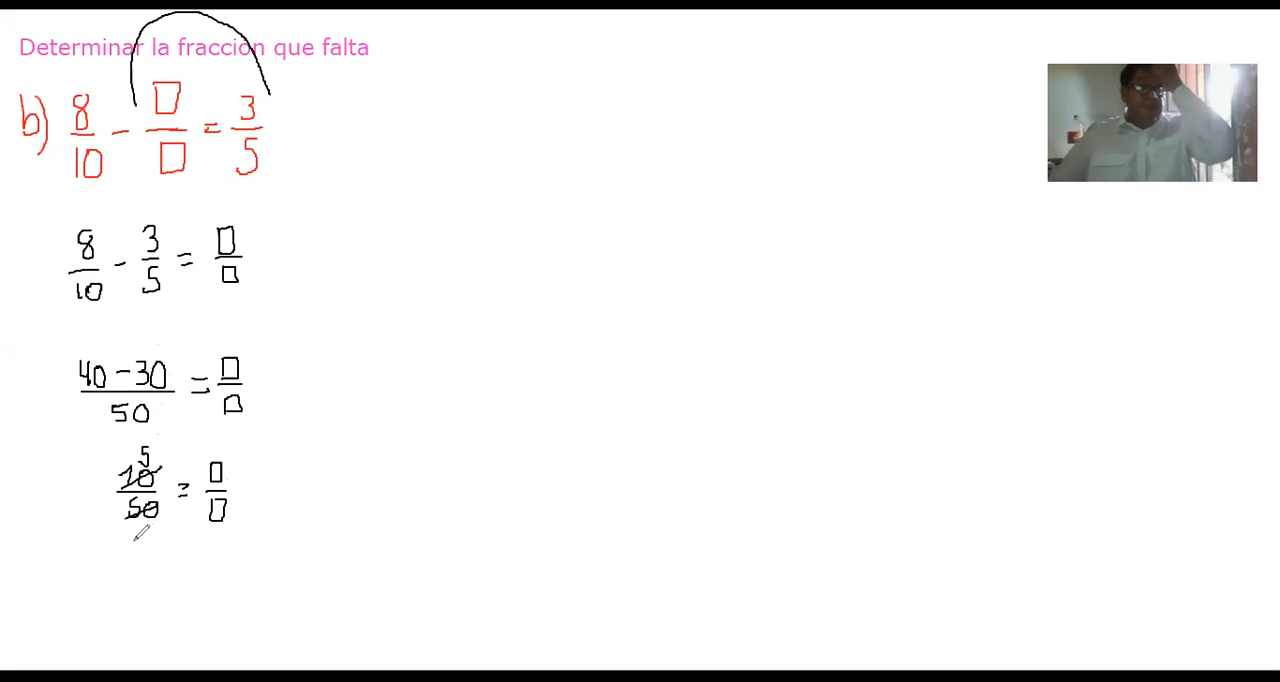 Determinar la fracción que falta
b) 8/10 - □/□ = 3/5
8/10 - 3/5 = □/□
40 - 30/50 = □/□
5
10/50 = □/□